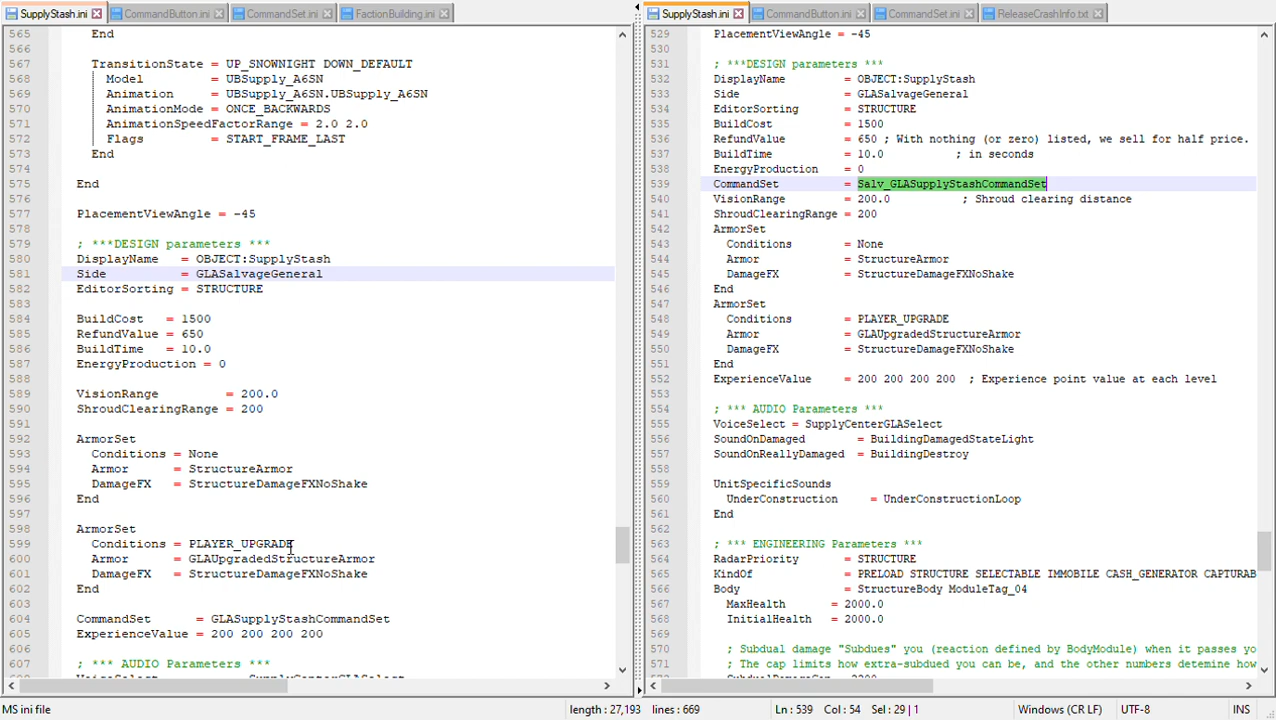 SupplyStash.ini CommandButton.ini CommandSet.ini FactionBuilding.ini
565 End
566
567 TransitionState = UP_SNOWNIGHT DOWN_DEFAULT
568 Model = UBSupply_A6SN
569 Animation = UBSupply_A6SN.UBSupply_A6SN
570 AnimationMode = ONCE_BACKWARDS
571 AnimationSpeedFactorRange = 2.0 2.0
572 Flags = START_FRAME_LAST
573 End
574
575 End
576
577 PlacementViewAngle = -45
578
579 ; ***DESIGN parameters ***
580 DisplayName = OBJECT:SupplyStash
581 Side = GLASalvageGeneral
582 EditorSorting = STRUCTURE
583
584 BuildCost = 1500
585 RefundValue = 650
586 BuildTime = 10.0
587 EnergyProduction = 0
588
589 VisionRange = 200.0
590 ShroudClearingRange = 200
591
592 ArmorSet
593 Conditions = None
594 Armor = StructureArmor
595 DamageFX = StructureDamageFXNoShake
596 End
597
598 ArmorSet
599 Conditions = PLAYER_UPGRADE
600 Armor = GLAUpgradedStructureArmor
601 DamageFX = StructureDamageFXNoShake
602 End
603
604 CommandSet = GLASupplyStashCommandSet
605 ExperienceValue = 200 200 200 200
606
607 ; *** AUDIO Parameters ***
SupplyStash.ini CommandButton.ini CommandSet.ini ReleaseCrashInfo.txt
529 PlacementViewAngle = -45
530
531 ; ***DESIGN parameters ***
532 DisplayName = OBJECT:SupplyStash
533 Side = GLASalvageGeneral
534 EditorSorting = STRUCTURE
535 BuildCost = 1500
536 RefundValue = 650 ; With nothing (or zero) listed, we sell for half price.
537 BuildTime = 10.0 ; in seconds
538 EnergyProduction = 0
539 CommandSet = Salv_GLASupplyStashCommandSet
540 VisionRange = 200.0 ; Shroud clearing distance
541 ShroudClearingRange = 200
542 ArmorSet
543 Conditions = None
544 Armor = StructureArmor
545 DamageFX = StructureDamageFXNoShake
546 End
547 ArmorSet
548 Conditions = PLAYER_UPGRADE
549 Armor = GLAUpgradedStructureArmor
550 DamageFX = StructureDamageFXNoShake
551 End
552 ExperienceValue = 200 200 200 200 ; Experience point value at each level
553
554 ; *** AUDIO Parameters ***
555 VoiceSelect = SupplyCenterGLASelect
556 SoundOnDamaged = BuildingDamagedStateLight
557 SoundOnReallyDamaged = BuildingDestroy
558
559 UnitSpecificSounds
560 UnderConstruction = UnderConstructionLoop
561 End
562
563 ; *** ENGINEERING Parameters ***
564 RadarPriority = STRUCTURE
565 KindOf = PRELOAD STRUCTURE SELECTABLE IMMOBILE CASH_GENERATOR CAPTURAB
566 Body = StructureBody ModuleTag_04
567 MaxHealth = 2000.0
568 InitialHealth = 2000.0
569
570 ; Subdual damage "Subdues" you (reaction defined by BodyModule) when it passes yo
571 ; The cap limits how extra-subdued you can be, and the other numbers detemine how
MS ini file length : 27,193 lines : 669 Ln : 539 Col : 54 Sel : 29 | 1 Windows (CR LF) UTF-8 INS